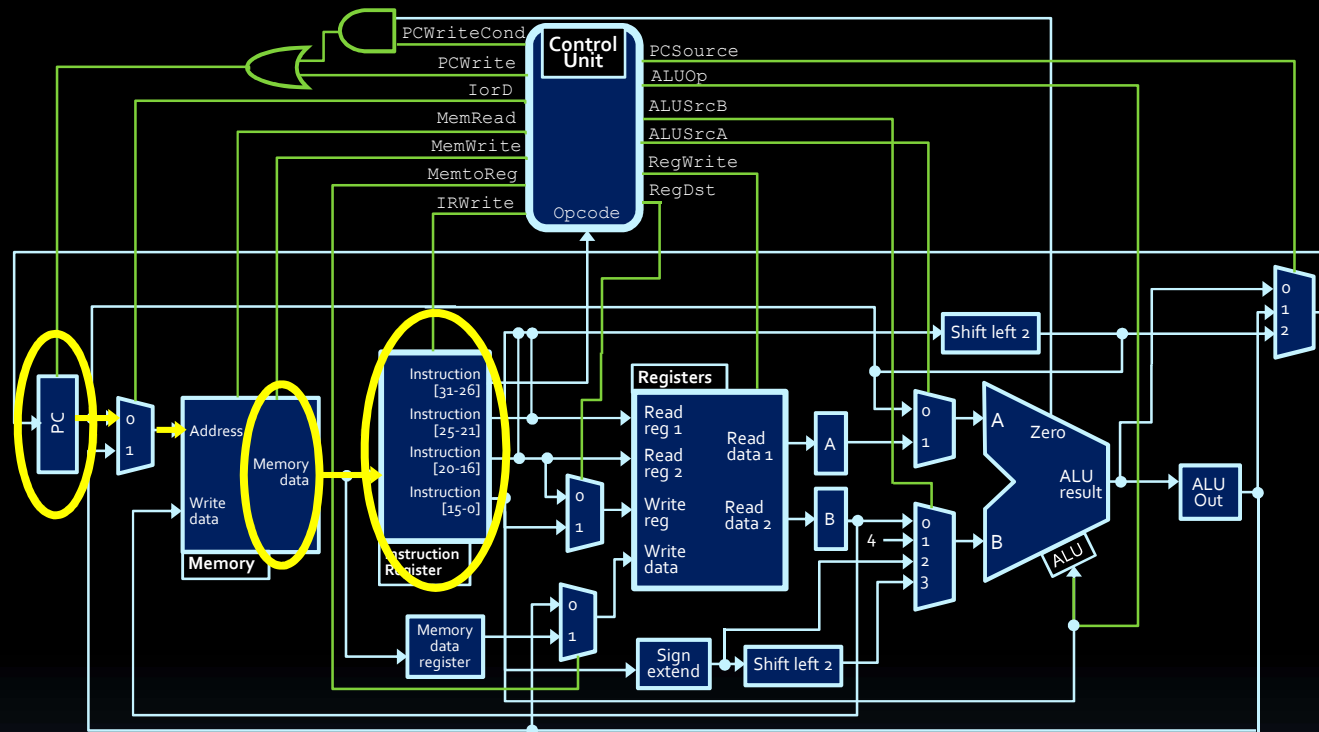 PCWriteCond
PCWrite
IorD
MemRead
MemWrite
MemtoReg
IRWrite
Control
Unit
Opcode
PCSource
ALUOp
ALUSrcB
ALUSrcA
RegWrite
RegDst
PC
0
1
Address
Memory
data
Write
data
Memory
Instruction
[31-26]
Instruction
[25-21]
Instruction
[20-16]
Instruction
[15-0]
Instruction
Register
Memory
data
register
0
1
0
1
Registers
Read
reg 1
Read
reg 2
Write
reg
Write
data
Read
data 1
Read
data 2
Sign
extend
Shift left 2
A
B
Shift left 2
0
1
4
0
1
2
3
A
B
Zero
ALU
result
ALU
ALU
Out
0
1
2